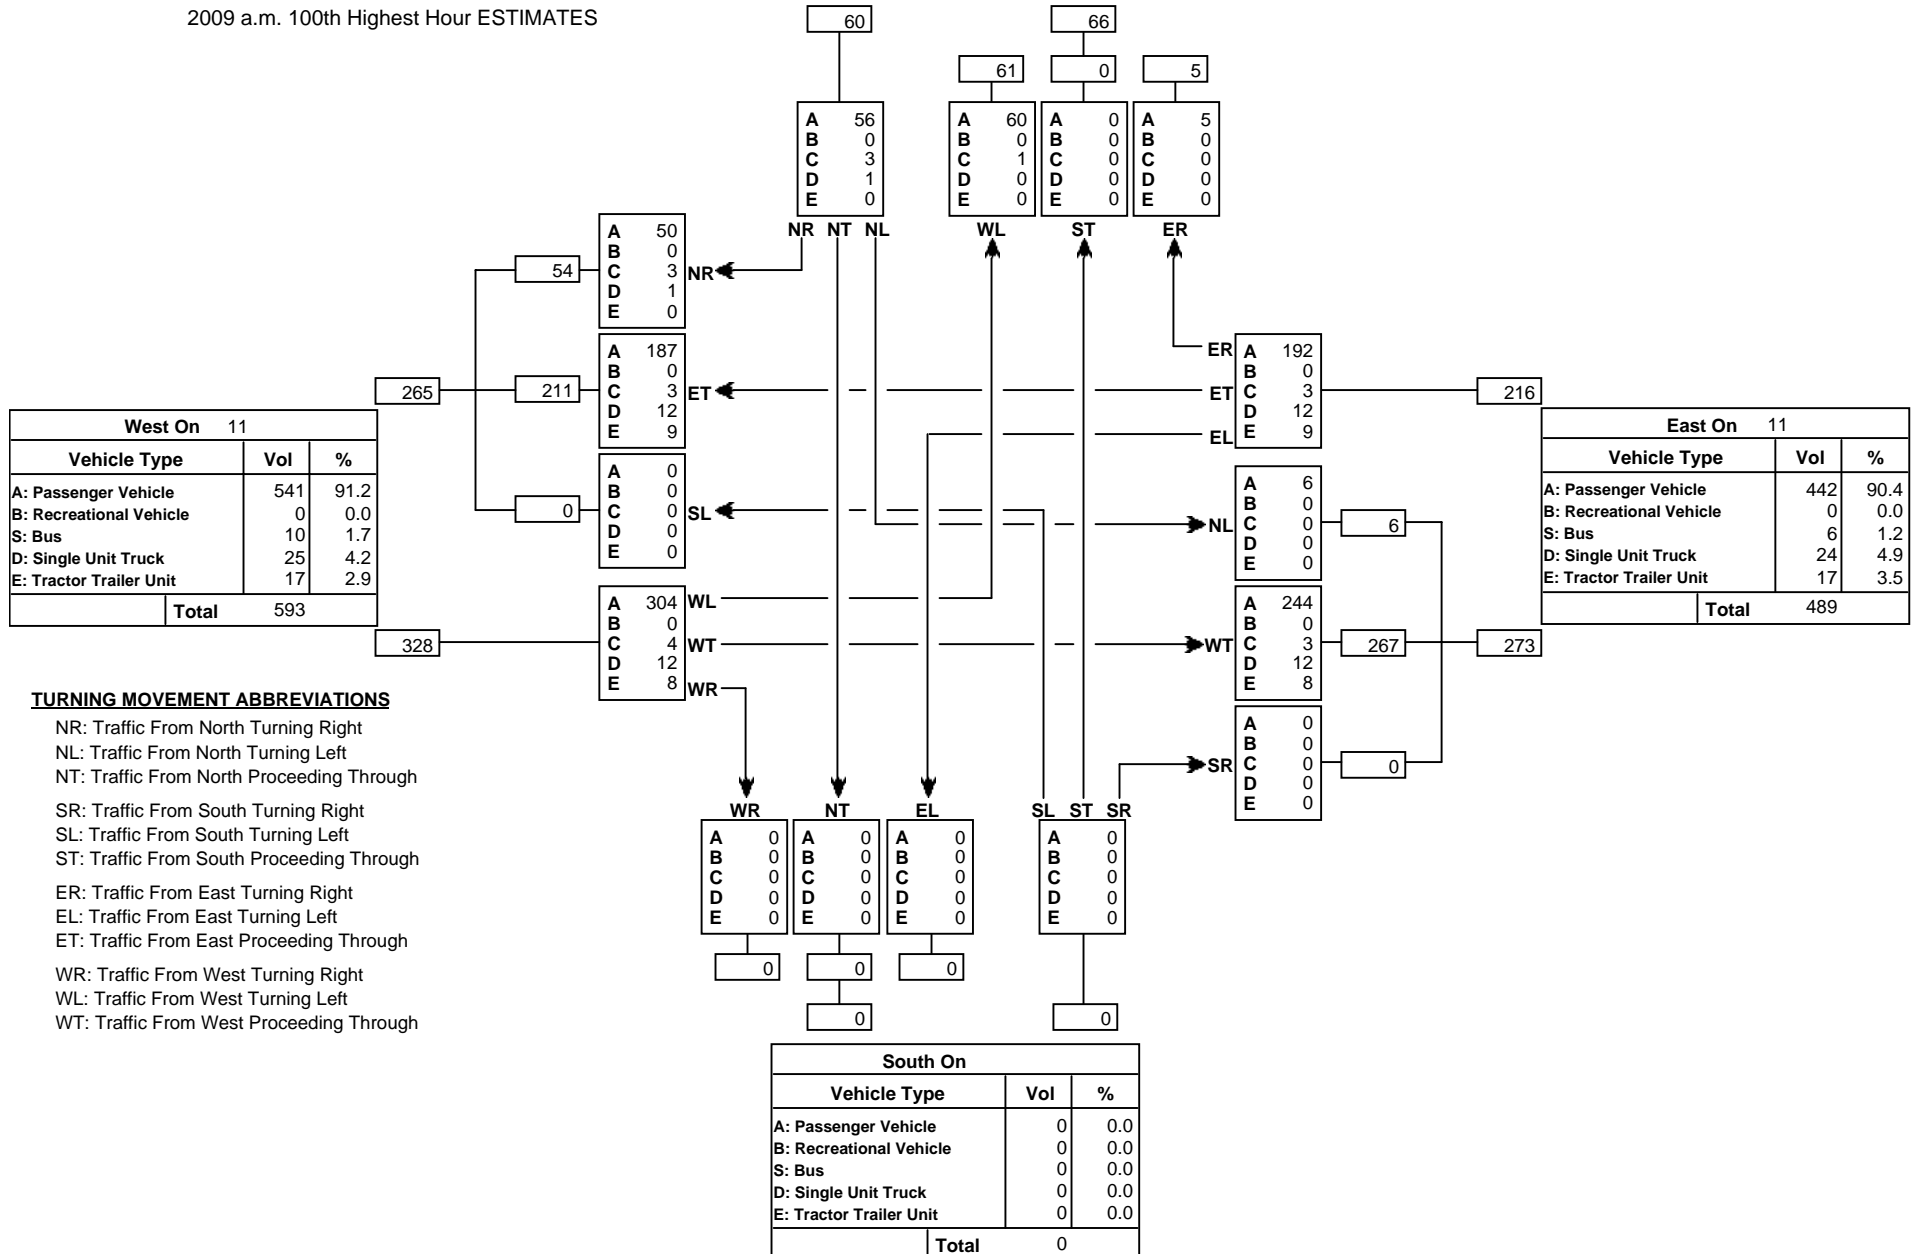 2009 a.m. 100th Highest Hour ESTIMATES
60
66
61
0
5
A 56
B 0
C 3
D 1
E 0
A 60
B 0
C 1
D 0
E 0
A 0
B 0
C 0
D 0
E 0
A 5
B 0
C 0
D 0
E 0
NR NT NL
WL
ST
ER
54
A 50
B 0
C 3
D 1
E 0
NR
265
211
A 187
B 0
C 3
D 12
E 9
ET
0
A 0
B 0
C 0
D 0
E 0
SL
328
A 304
B 0
C 4
D 12
E 8
WL
WT
WR
West On 11
Vehicle Type Vol %
A: Passenger Vehicle 541 91.2
B: Recreational Vehicle 0 0.0
S: Bus 10 1.7
D: Single Unit Truck 25 4.2
E: Tractor Trailer Unit 17 2.9
Total 593
ER
ET
EL
A 192
B 0
C 3
D 12
E 9
216
NL
A 6
B 0
C 0
D 0
E 0
6
WT
A 244
B 0
C 3
D 12
E 8
267
273
SR
A 0
B 0
C 0
D 0
E 0
0
East On 11
Vehicle Type Vol %
A: Passenger Vehicle 442 90.4
B: Recreational Vehicle 0 0.0
S: Bus 6 1.2
D: Single Unit Truck 24 4.9
E: Tractor Trailer Unit 17 3.5
Total 489
TURNING MOVEMENT ABBREVIATIONS
NR: Traffic From North Turning Right
NL: Traffic From North Turning Left
NT: Traffic From North Proceeding Through
SR: Traffic From South Turning Right
SL: Traffic From South Turning Left
ST: Traffic From South Proceeding Through
ER: Traffic From East Turning Right
EL: Traffic From East Turning Left
ET: Traffic From East Proceeding Through
WR: Traffic From West Turning Right
WL: Traffic From West Turning Left
WT: Traffic From West Proceeding Through
WR
NT
EL
SL ST SR
A 0
B 0
C 0
D 0
E 0
A 0
B 0
C 0
D 0
E 0
A 0
B 0
C 0
D 0
E 0
A 0
B 0
C 0
D 0
E 0
0
0
0
0
0
South On
Vehicle Type Vol %
A: Passenger Vehicle 0 0.0
B: Recreational Vehicle 0 0.0
S: Bus 0 0.0
D: Single Unit Truck 0 0.0
E: Tractor Trailer Unit 0 0.0
Total 0